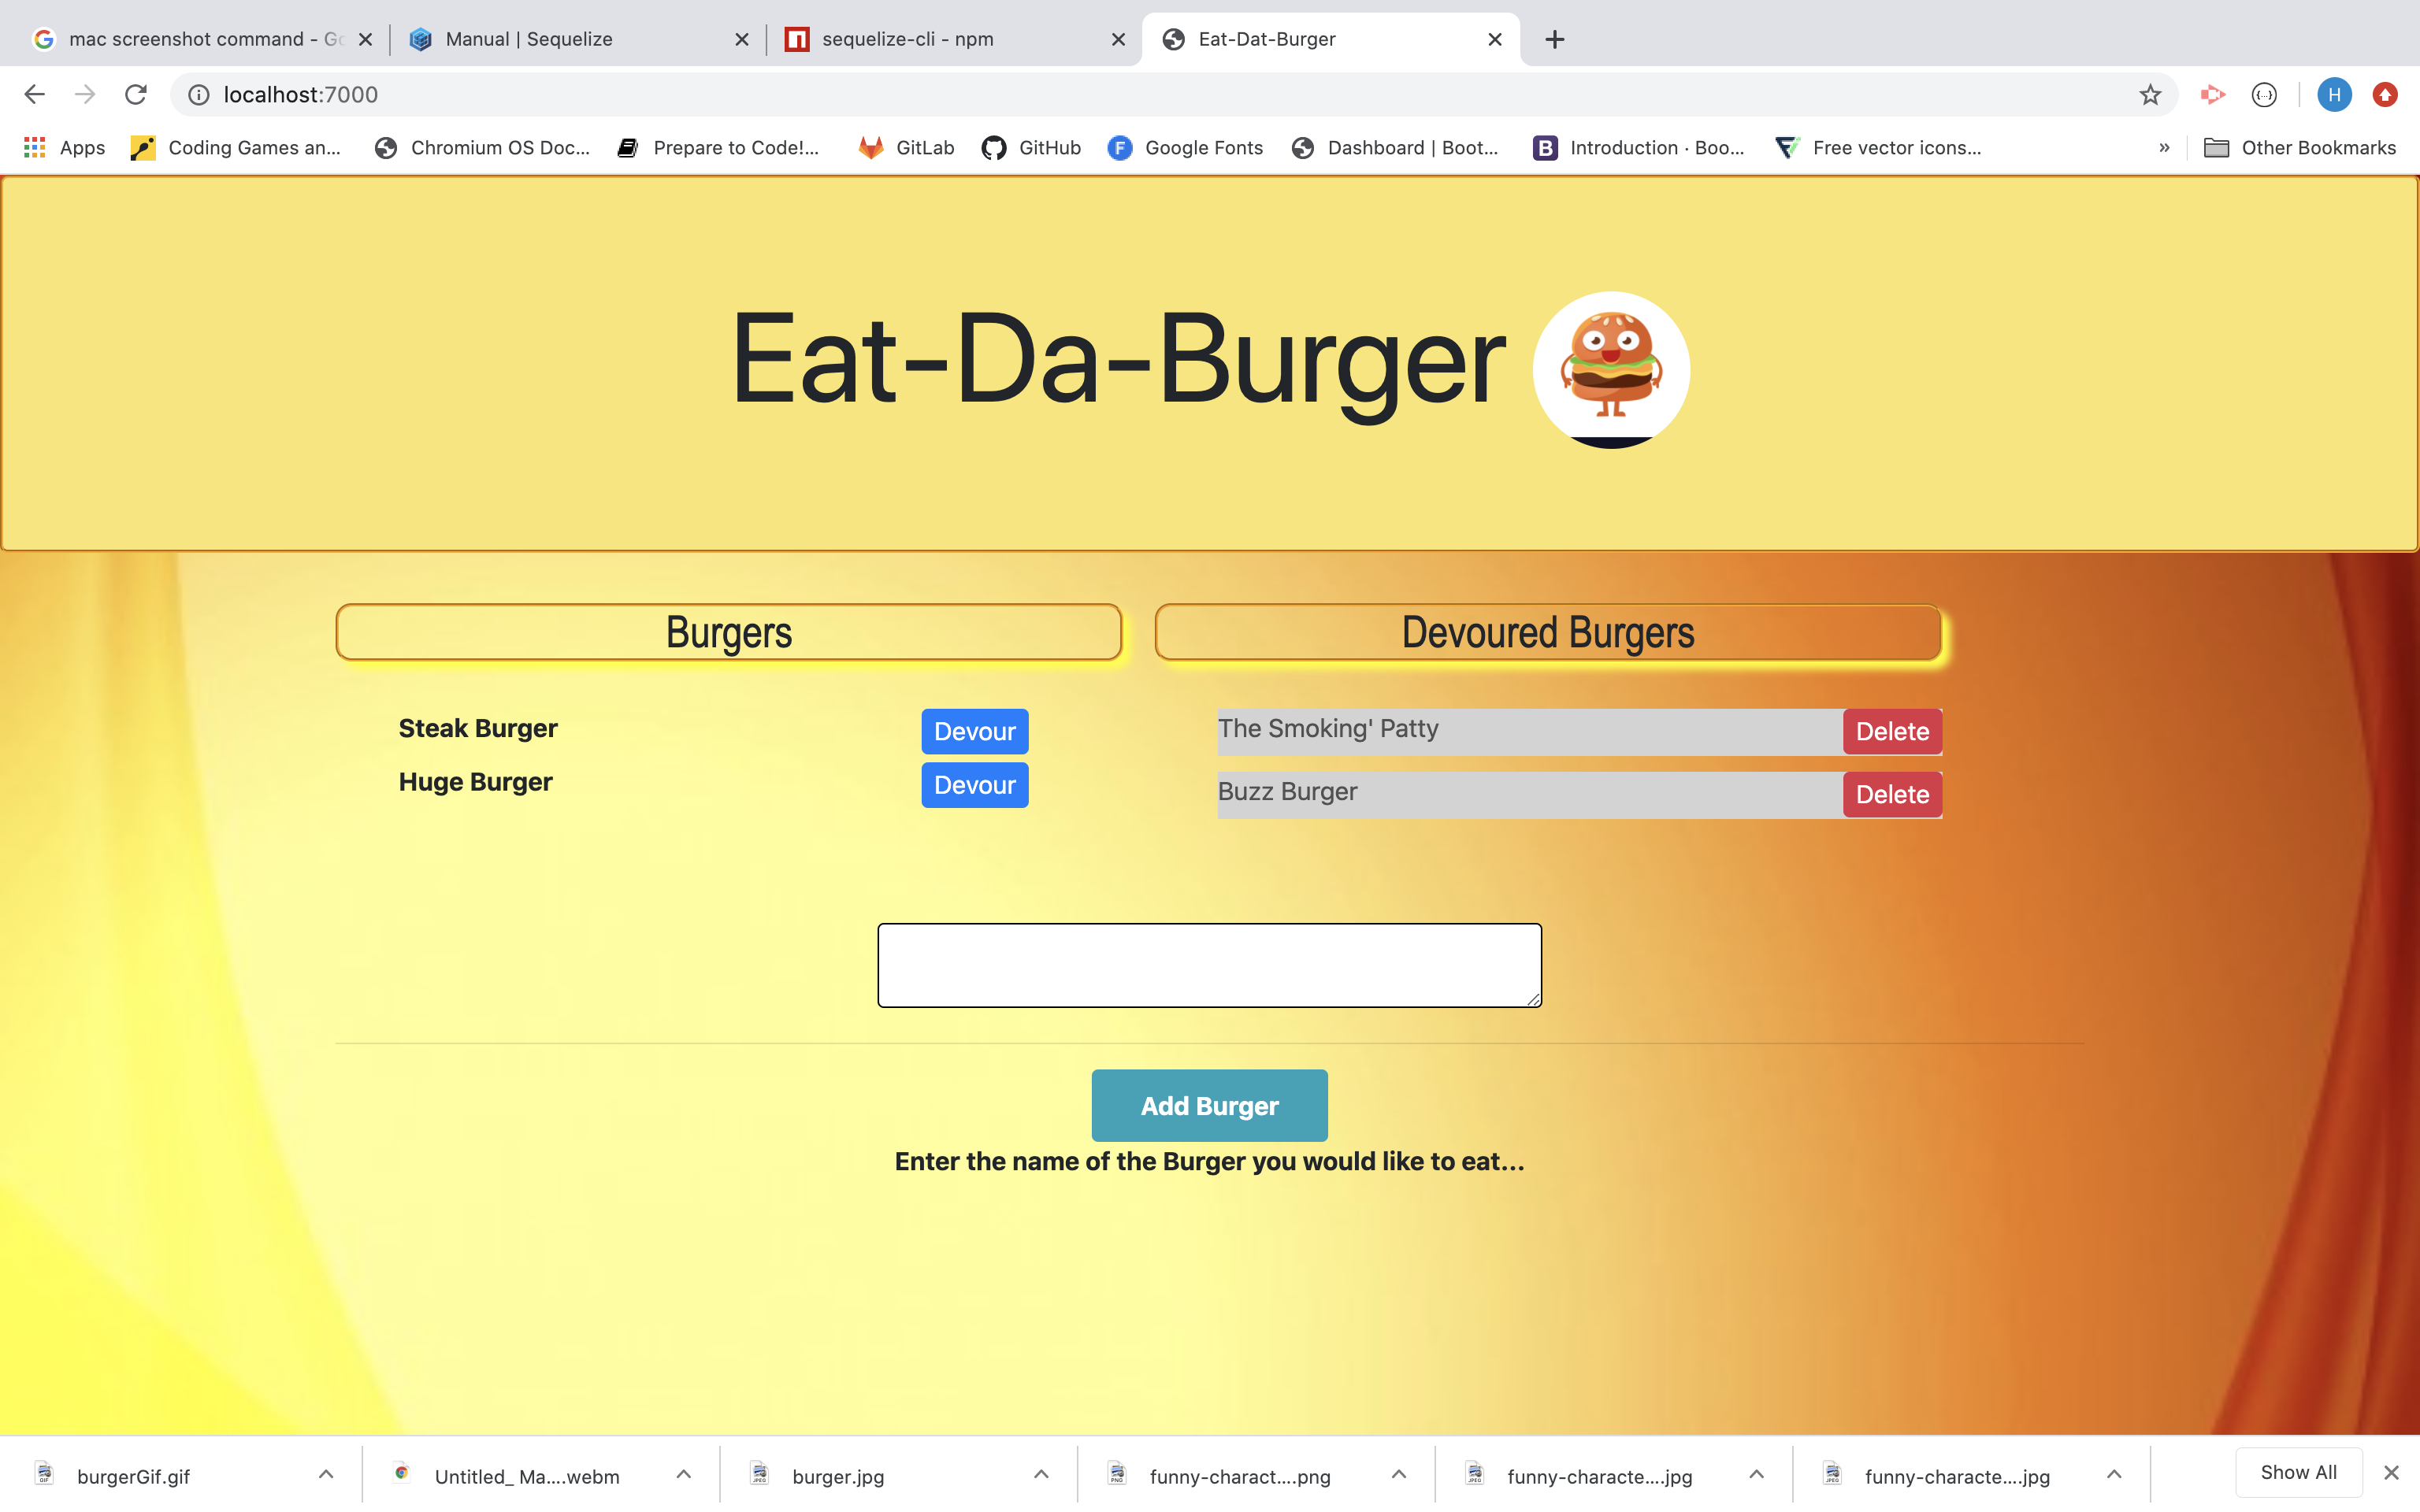 mac screenshot command - Go
Manual | Sequelize
sequelize-cli - npm
Eat-Dat-Burger
localhost:7000
H
Apps
Coding Games an...
Chromium OS Doc...
Prepare to Code!...
GitLab
GitHub
F
Google Fonts
Dashboard | Boot...
B
Introduction · Boo...
Free vector icons...
»
Other Bookmarks
Eat-Da-Burger
Burgers
Devoured Burgers
Steak Burger
Devour
The Smoking' Patty
Delete
Huge Burger
Devour
Buzz Burger
Delete
Add Burger
Enter the name of the Burger you would like to eat...
burgerGif.gif
Untitled_ Ma....webm
burger.jpg
funny-charact....png
funny-characte....jpg
funny-characte....jpg
Show All